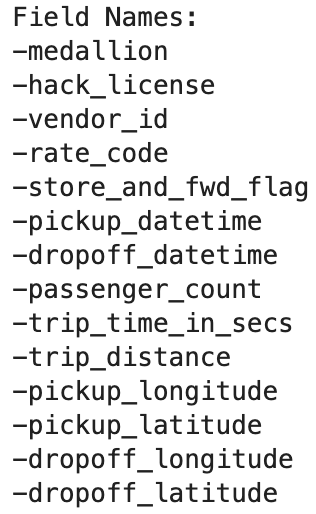 Field Names:
-medallion
-hack_license
-vendor_id
-rate_code
-store_and_fwd_flag
-pickup_datetime
-dropoff_datetime
-passenger_count
-trip_time_in_secs
-trip_distance
-pickup_longitude
-pickup_latitude
-dropoff_longitude
-dropoff_latitude